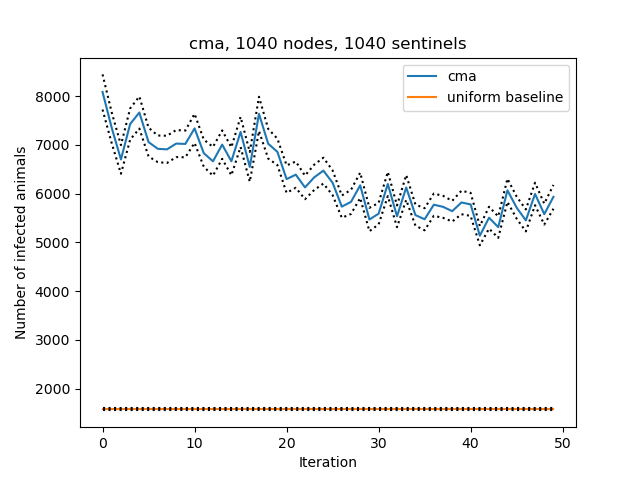 cma, 1040 nodes, 1040 sentinels
cma
uniform baseline
Number of infected animals
8000
7000
6000
5000
4000
3000
2000
0 10 20 30 40 50
Iteration